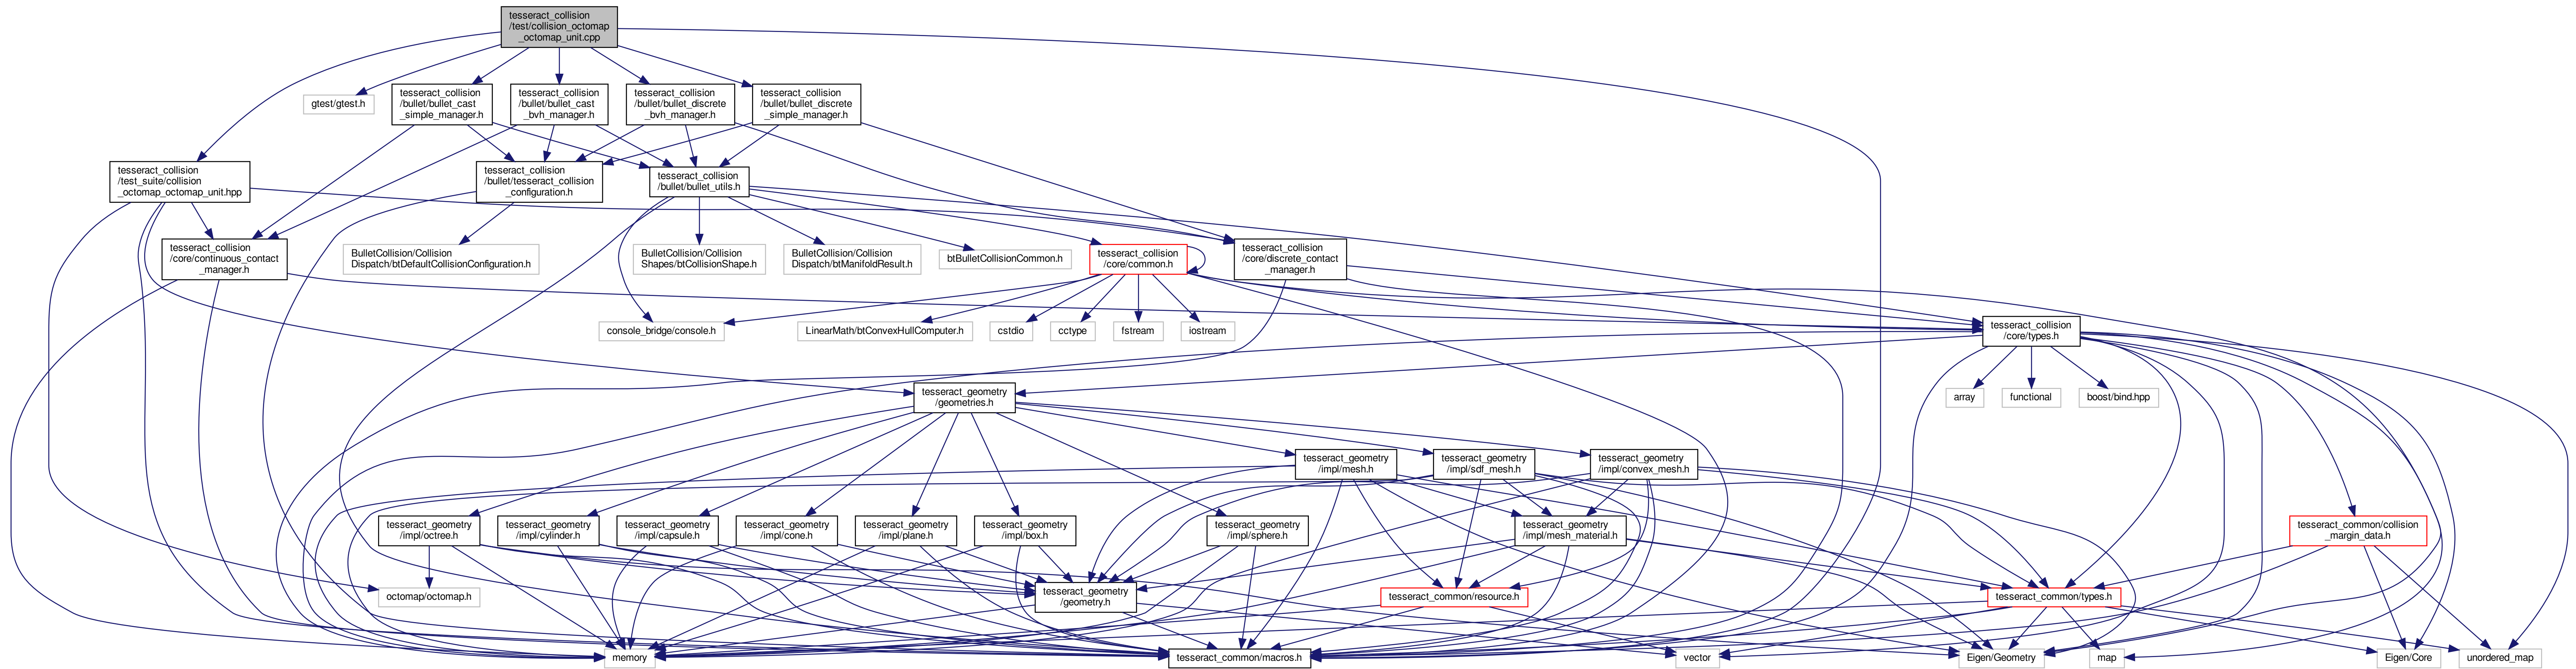 tesseract_collision
/test/collision_octomap
_octomap_unit.cpp
gtest/gtest.h
tesseract_collision
/bullet/bullet_cast
_simple_manager.h
tesseract_collision
/bullet/bullet_cast
_bvh_manager.h
tesseract_collision
/bullet/bullet_discrete
_bvh_manager.h
tesseract_collision
/bullet/bullet_discrete
_simple_manager.h
tesseract_collision
/test_suite/collision
_octomap_octomap_unit.hpp
tesseract_collision
/bullet/tesseract_collision
_configuration.h
tesseract_collision
/bullet/bullet_utils.h
tesseract_collision
/core/continuous_contact
_manager.h
BulletCollision/Collision
Dispatch/btDefaultCollisionConfiguration.h
BulletCollision/Collision
Shapes/btCollisionShape.h
BulletCollision/Collision
Dispatch/btManifoldResult.h
btBulletCollisionCommon.h
tesseract_collision
/core/common.h
tesseract_collision
/core/discrete_contact
_manager.h
console_bridge/console.h
LinearMath/btConvexHullComputer.h
cstdio
cctype
fstream
iostream
tesseract_collision
/core/types.h
tesseract_geometry
/geometries.h
array
functional
boost/bind.hpp
tesseract_geometry
/impl/mesh.h
tesseract_geometry
/impl/sdf_mesh.h
tesseract_geometry
/impl/convex_mesh.h
tesseract_geometry
/impl/octree.h
tesseract_geometry
/impl/cylinder.h
tesseract_geometry
/impl/capsule.h
tesseract_geometry
/impl/cone.h
tesseract_geometry
/impl/plane.h
tesseract_geometry
/impl/box.h
tesseract_geometry
/impl/sphere.h
tesseract_geometry
/impl/mesh_material.h
tesseract_common/collision
_margin_data.h
octomap/octomap.h
tesseract_geometry
/geometry.h
tesseract_common/resource.h
tesseract_common/types.h
memory
tesseract_common/macros.h
vector
Eigen/Geometry
map
Eigen/Core
unordered_map